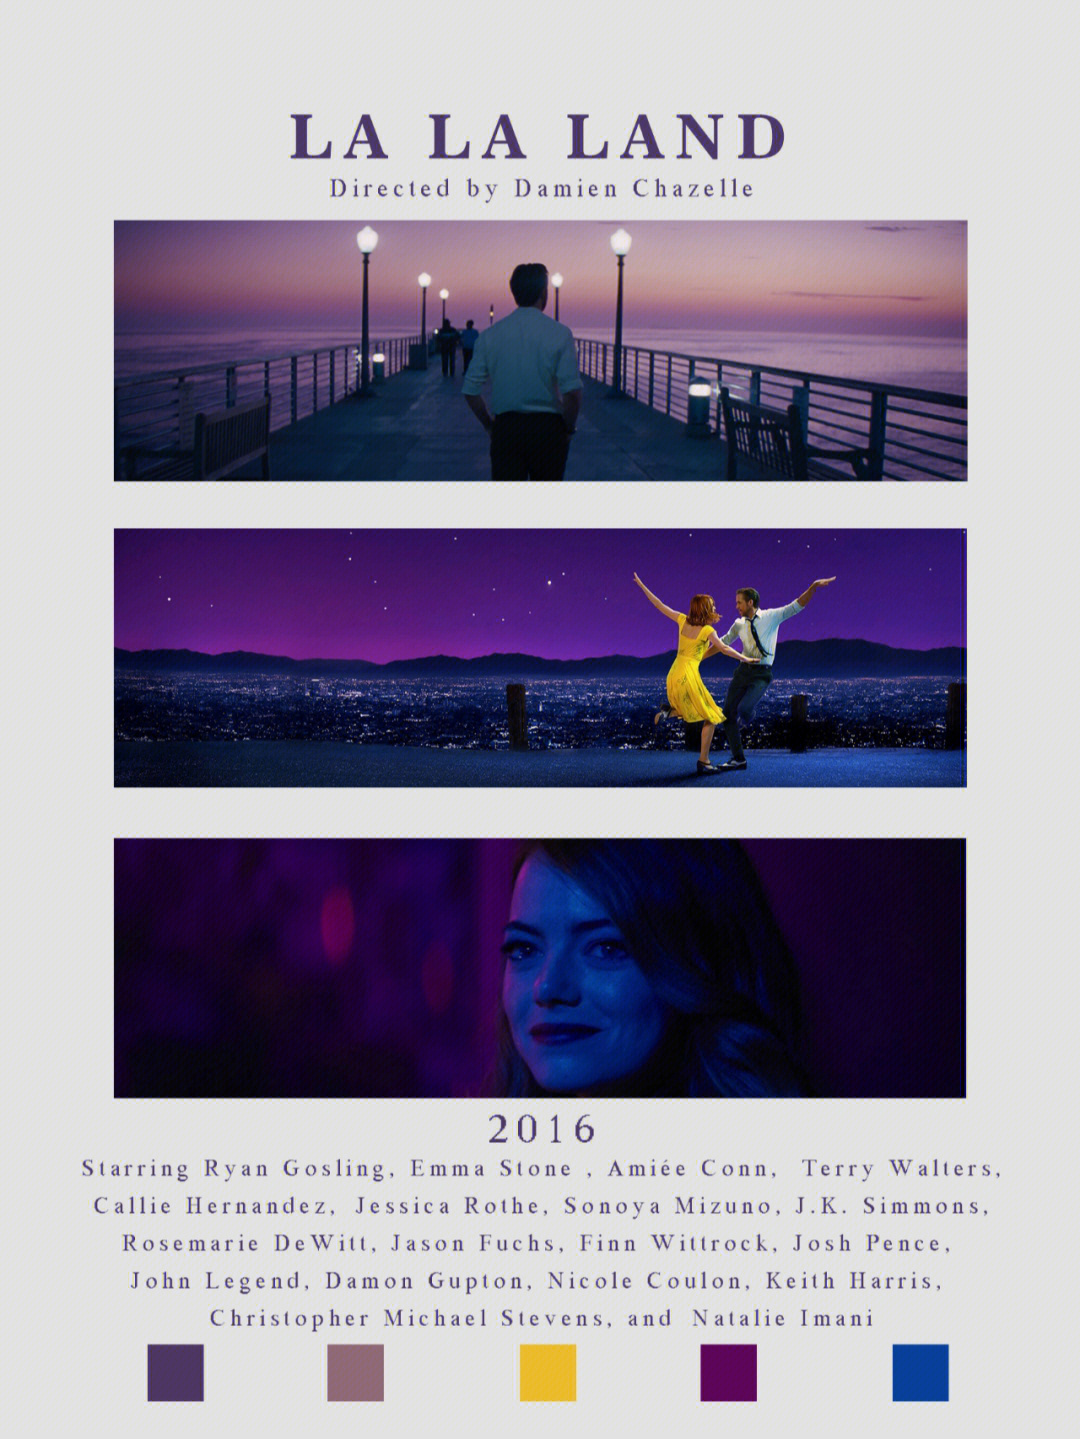 LA LA LAND
Directed by Damien Chazelle
2016
Starring Ryan Gosling, Emma Stone , Amiée Conn, Terry Walters,
Callie Hernandez, Jessica Rothe, Sonoya Mizuno, J.K. Simmons,
Rosemarie DeWitt, Jason Fuchs, Finn Wittrock, Josh Pence,
John Legend, Damon Gupton, Nicole Coulon, Keith Harris,
Christopher Michael Stevens, and Natalie Imani